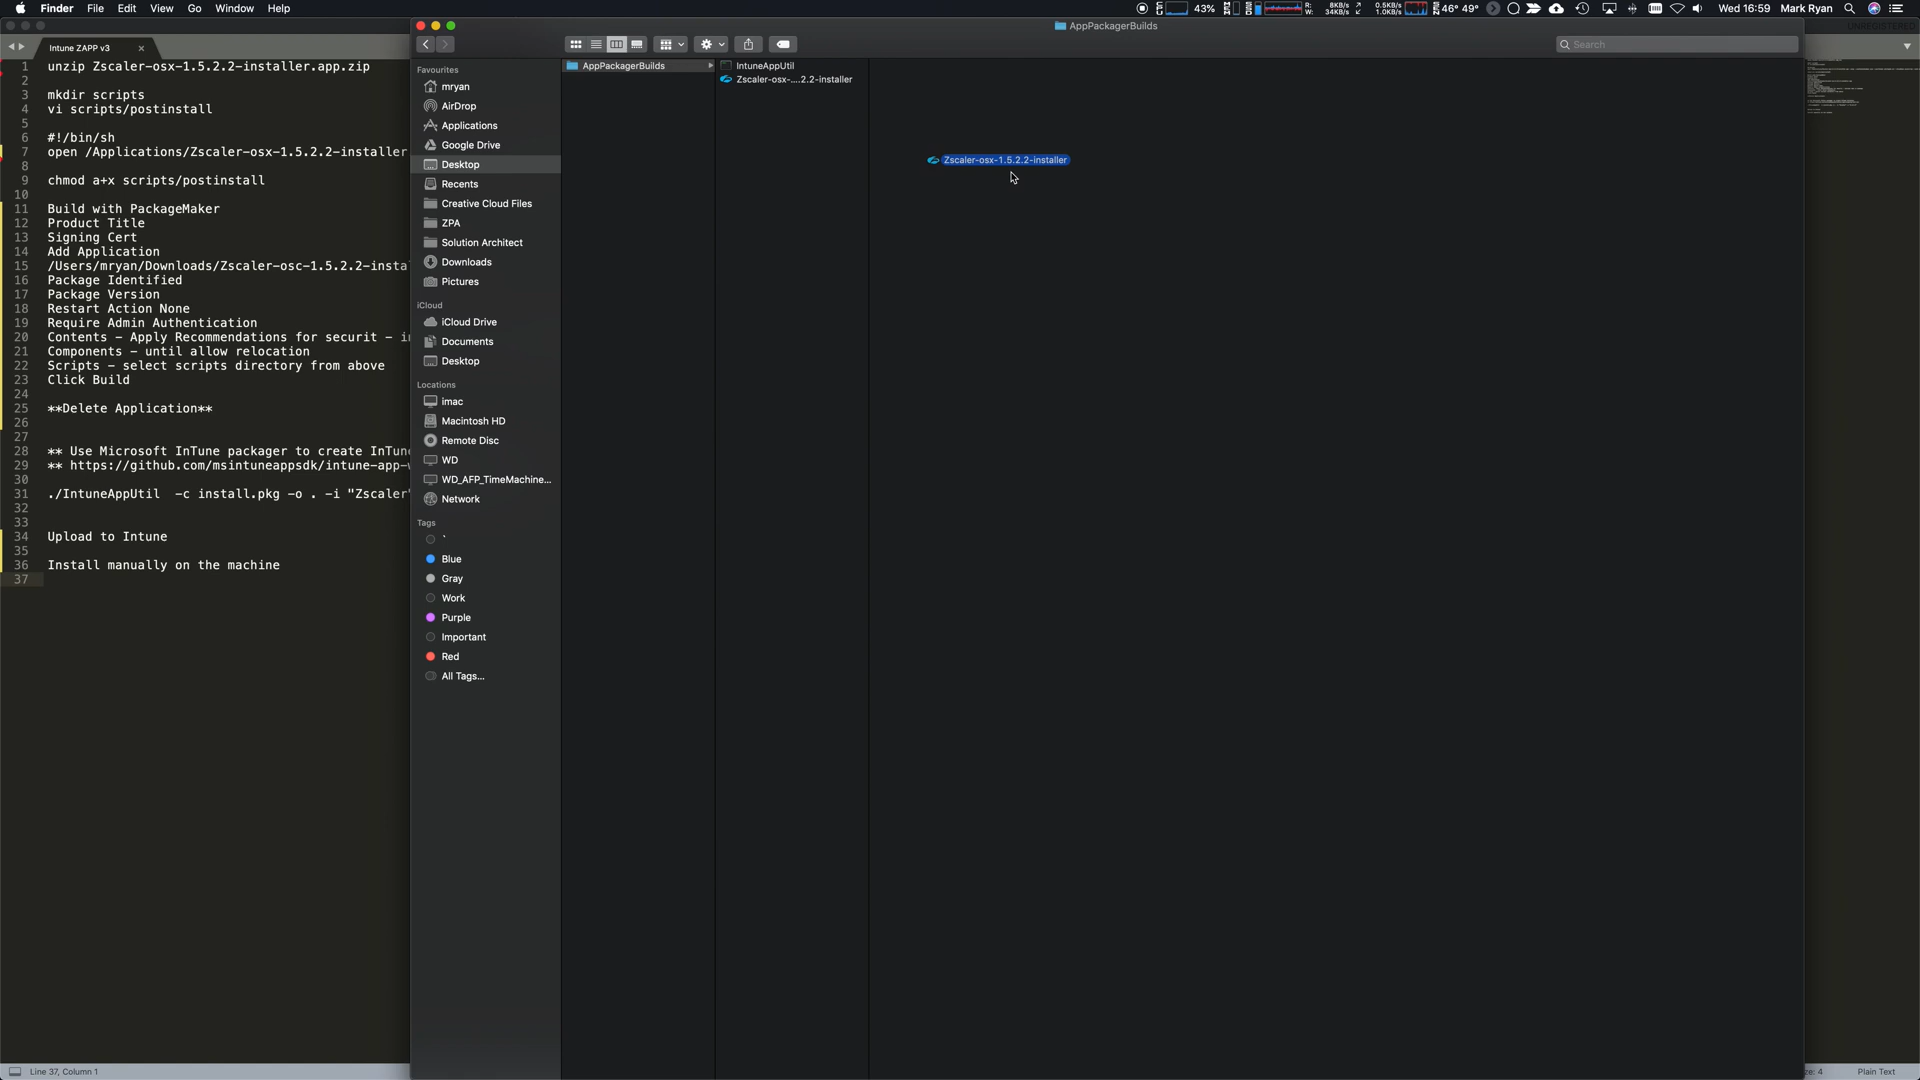 Finder File Edit View Go Window Help
43%
R: 8KB/s
W: 34KB/s
0.5KB/s
1.0KB/s
46° 49°
Wed 16:59 Mark Ryan
UNREGISTERED
AppPackagerBuilds
Search
Intune ZAPP v3
1 unzip Zscaler-osx-1.5.2.2-installer.app.zip
2
3 mkdir scripts
4 vi scripts/postinstall
5
6 #!/bin/sh
7 open /Applications/Zscaler-osx-1.5.2.2-installer
8
9 chmod a+x scripts/postinstall
10
11 Build with PackageMaker
12 Product Title
13 Signing Cert
14 Add Application
15 /Users/mryan/Downloads/Zscaler-osc-1.5.2.2-insta
16 Package Identified
17 Package Version
18 Restart Action None
19 Require Admin Authentication
20 Contents – Apply Recommendations for securit – i
21 Components – until allow relocation
22 Scripts – select scripts directory from above
23 Click Build
24
25 **Delete Application**
26
27
28 ** Use Microsoft InTune packager to create InTun
29 ** https://github.com/msintuneappsdk/intune-app-
30
31 ./IntuneAppUtil -c install.pkg -o . -i "Zscaler"
32
33
34 Upload to Intune
35
36 Install manually on the machine
37
Favourites
mryan
AirDrop
Applications
Google Drive
Desktop
Recents
Creative Cloud Files
ZPA
Solution Architect
Downloads
Pictures
iCloud
iCloud Drive
Documents
Desktop
Locations
imac
Macintosh HD
Remote Disc
WD
WD_AFP_TimeMachine...
Network
Tags
`
Blue
Gray
Work
Purple
Important
Red
All Tags...
AppPackagerBuilds
IntuneAppUtil
Zscaler-osx-....2.2-installer
Zscaler-osx-1.5.2.2-installer
Line 37, Column 1
ze: 4
Plain Text